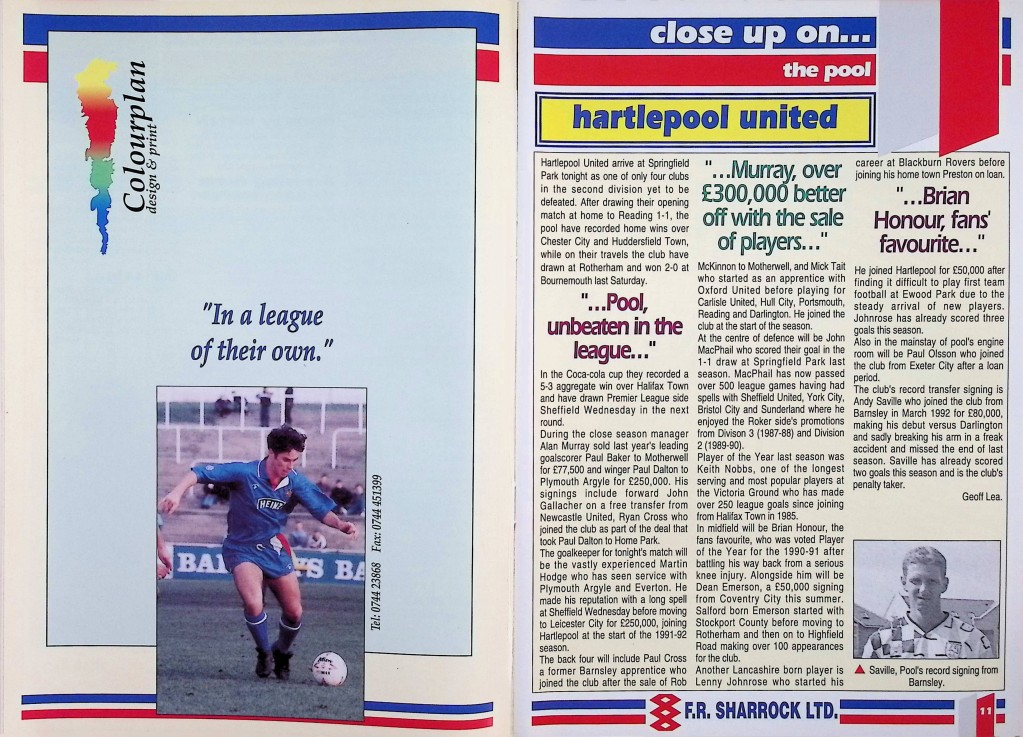 Colourplan
design & print
"In a league
of their own."
HEINZ
BAR
YS BA
Tel: 0744 23868 Fax: 0744 451399
close up on...
the pool
hartlepool united
Hartlepool United arrive at Springfield
Park tonight as one of only four clubs
in the second division yet to be
defeated. After drawing their opening
match at home to Reading 1-1, the
pool have recorded home wins over
Chester City and Huddersfield Town,
while on their travels the club have
drawn at Rotherham and won 2-0 at
Bournemouth last Saturday.
"...Pool,
unbeaten in the
league..."
In the Coca-cola cup they recorded a
5-3 aggregate win over Halifax Town
and have drawn Premier League side
Sheffield Wednesday in the next
round.
During the close season manager
Alan Murray sold last year's leading
goalscorer Paul Baker to Motherwell
for £77,500 and winger Paul Dalton to
Plymouth Argyle for £250,000. His
signings include forward John
Gallacher on a free transfer from
Newcastle United, Ryan Cross who
joined the club as part of the deal that
took Paul Dalton to Home Park.
The goalkeeper for tonight's match will
be the vastly experienced Martin
Hodge who has seen service with
Plymouth Argyle and Everton. He
made his reputation with a long spell
at Sheffield Wednesday before moving
to Leicester City for £250,000, joining
Hartlepool at the start of the 1991-92
season.
The back four will include Paul Cross
a former Barnsley apprentice who
joined the club after the sale of Rob
"...Murray, over
£300,000 better
off with the sale
of players..."
McKinnon to Motherwell, and Mick Tait
who started as an apprentice with
Oxford United before playing for
Carlisle United, Hull City, Portsmouth,
Reading and Darlington. He joined the
club at the start of the season.
At the centre of defence will be John
MacPhail who scored their goal in the
1-1 draw at Springfield Park last
season. MacPhail has now passed
over 500 league games having had
spells with Sheffield United, York City,
Bristol City and Sunderland where he
enjoyed the Roker side's promotions
from Divison 3 (1987-88) and Division
2 (1989-90).
Player of the Year last season was
Keith Nobbs, one of the longest
serving and most popular players at
the Victoria Ground who has made
over 250 league goals since joining
from Halifax Town in 1985.
In midfield will be Brian Honour, the
fans favourite, who was voted Player
of the Year for the 1990-91 after
battling his way back from a serious
knee injury. Alongside him will be
Dean Emerson, a £50,000 signing
from Coventry City this summer.
Salford born Emerson started with
Stockport County before moving to
Rotherham and then on to Highfield
Road making over 100 appearances
for the club.
Another Lancashire born player is
Lenny Johnrose who started his
career at Blackburn Rovers before
joining his home town Preston on loan.
"...Brian
Honour, fans'
favourite..."
He joined Hartlepool for £50,000 after
finding it difficult to play first team
football at Ewood Park due to the
steady arrival of new players.
Johnrose has already scored three
goals this season.
Also in the mainstay of pool's engine
room will be Paul Olsson who joined
the club from Exeter City after a loan
period.
The club's record transfer signing is
Andy Saville who joined the club from
Barnsley in March 1992 for £80,000,
making his debut versus Darlington
and sadly breaking his arm in a freak
accident and missed the end of last
season. Saville has already scored
two goals this season and is the club's
penalty taker.
Geoff Lea.
Saville, Pool's record signing from
Barnsley.
F.R. SHARROCK LTD.
11